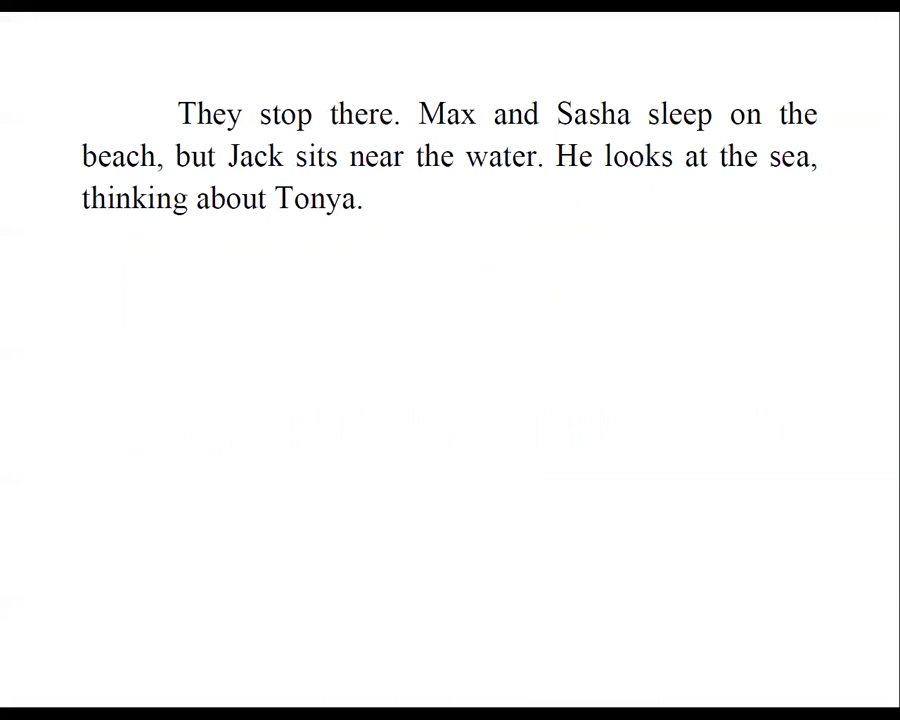 They stop there. Max and Sasha sleep on the
beach, but Jack sits near the water. He looks at the sea,
thinking about Tonya.